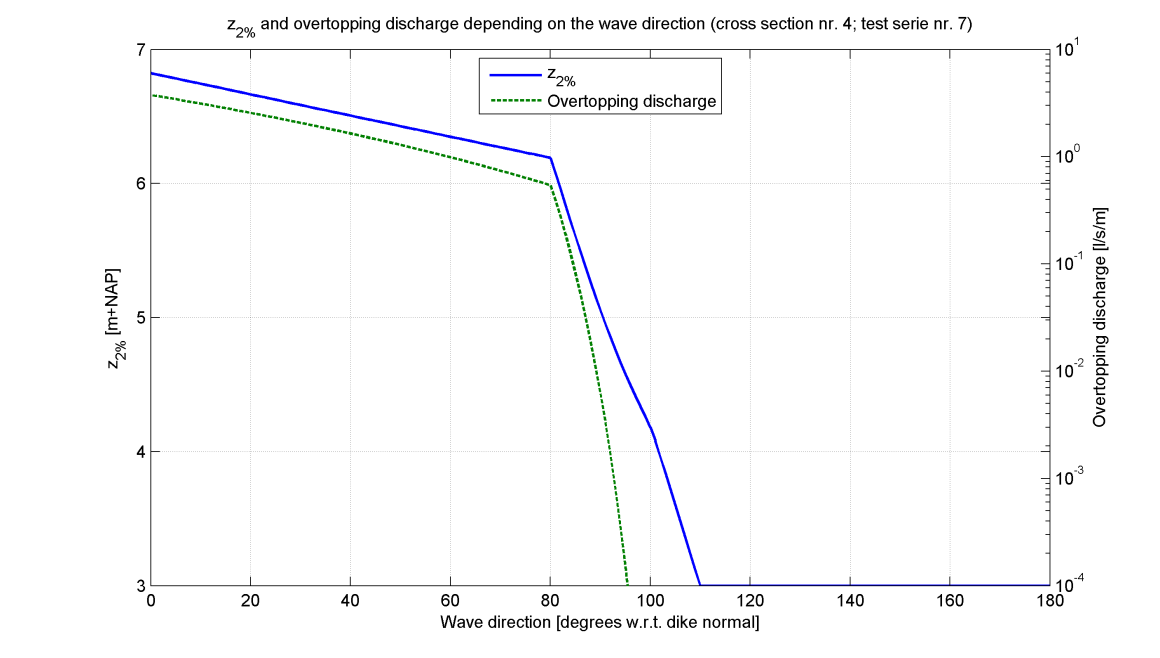 z2% and overtopping discharge depending on the wave direction (cross section nr. 4; test serie nr. 7)
z2%
Overtopping discharge
7
6
5
4
3
z2% [m+NAP]
10^1
10^0
10^-1
10^-2
10^-3
10^-4
Overtopping discharge [l/s/m]
0 20 40 60 80 100 120 140 160 180
Wave direction [degrees w.r.t. dike normal]